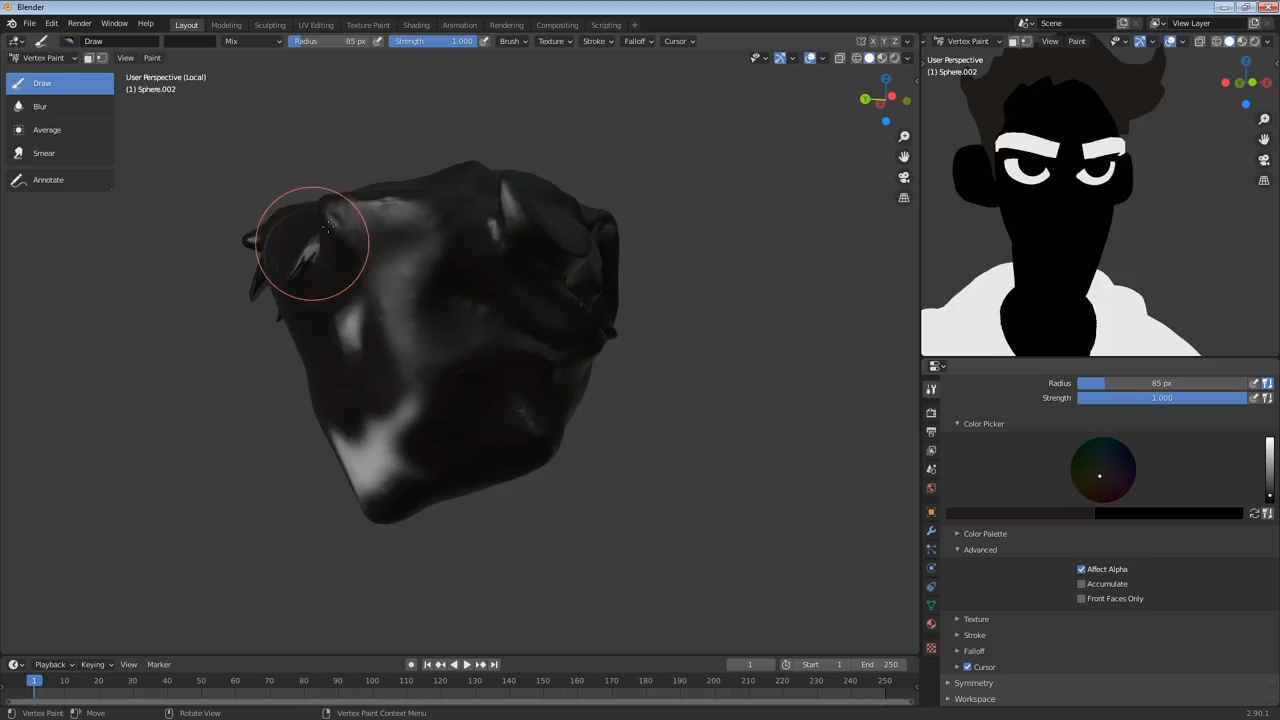 Blender
File Edit Render Window Help Layout Modeling Sculpting UV Editing Texture Paint Shading Animation Rendering Compositing Scripting + Scene View Layer
Draw Mix Radius 85 px Strength 1.000 Brush Texture Stroke Falloff X Y Z Cursor
Vertex Paint View Paint
Vertex Paint View Paint
Draw
Blur
Average
Smear
Annotate
User Perspective (Local)
(1) Sphere.002
Z
Y
X
User Perspective
(1) Sphere.002
Z
Y
X
Radius 85 px
Strength 1.000
Color Picker
Color Palette
Advanced
Affect Alpha
Accumulate
Front Faces Only
Texture
Stroke
Falloff
Cursor
Symmetry
Workspace
Playback Keying View Marker 1 Start 1 End 250
1 10 20 30 40 50 60 70 80 90 100 110 120 130 140 150 160 170 180 190 200 210 220 230 240 250
Vertex Paint Move Rotate View Vertex Paint Context Menu 2.90.1